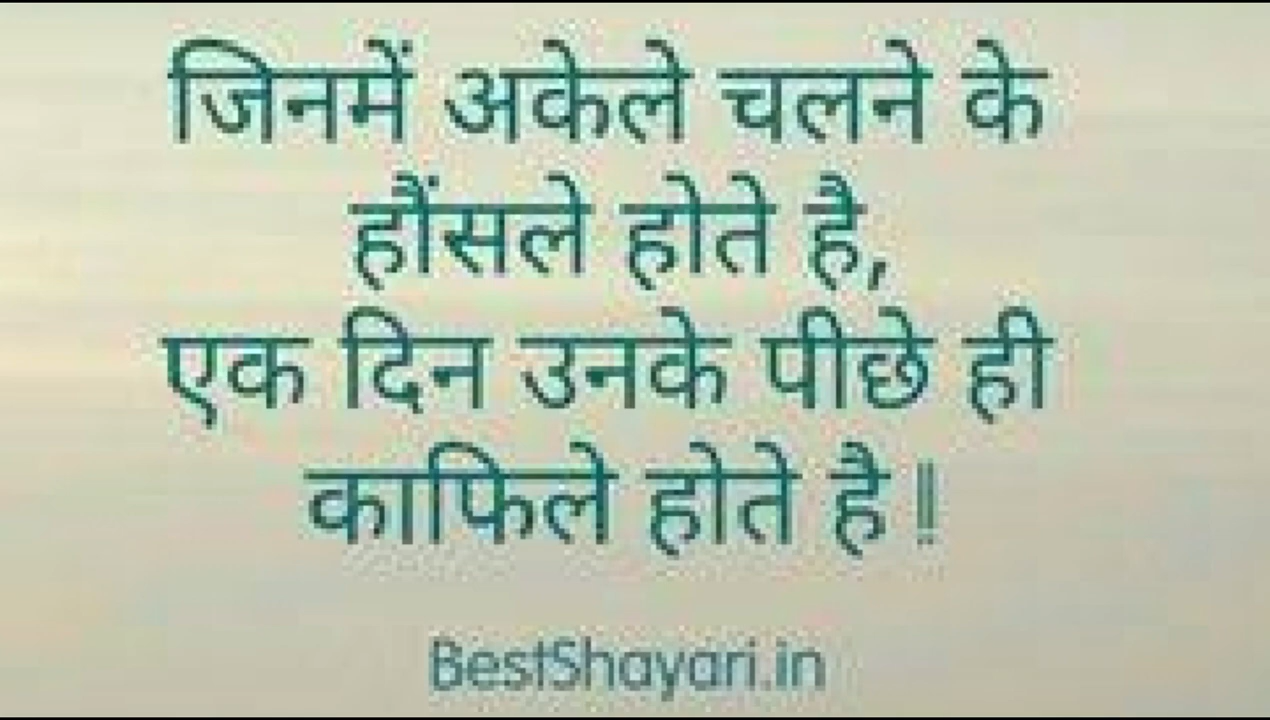 जिनमें अकेले चलने के
हौंसले होते है,
एक दिन उनके पीछे ही
काफिले होते है !!
BestShayari.in